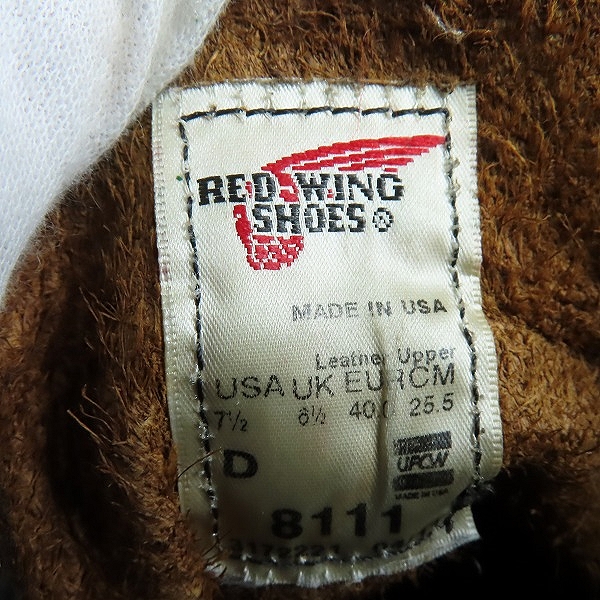 RED WING
SHOES ®
MADE IN USA
Leather Upper
USA UK EUR CM
7½ 6½ 40.0 25.5
D
UFCW
MADE IN USA
8111